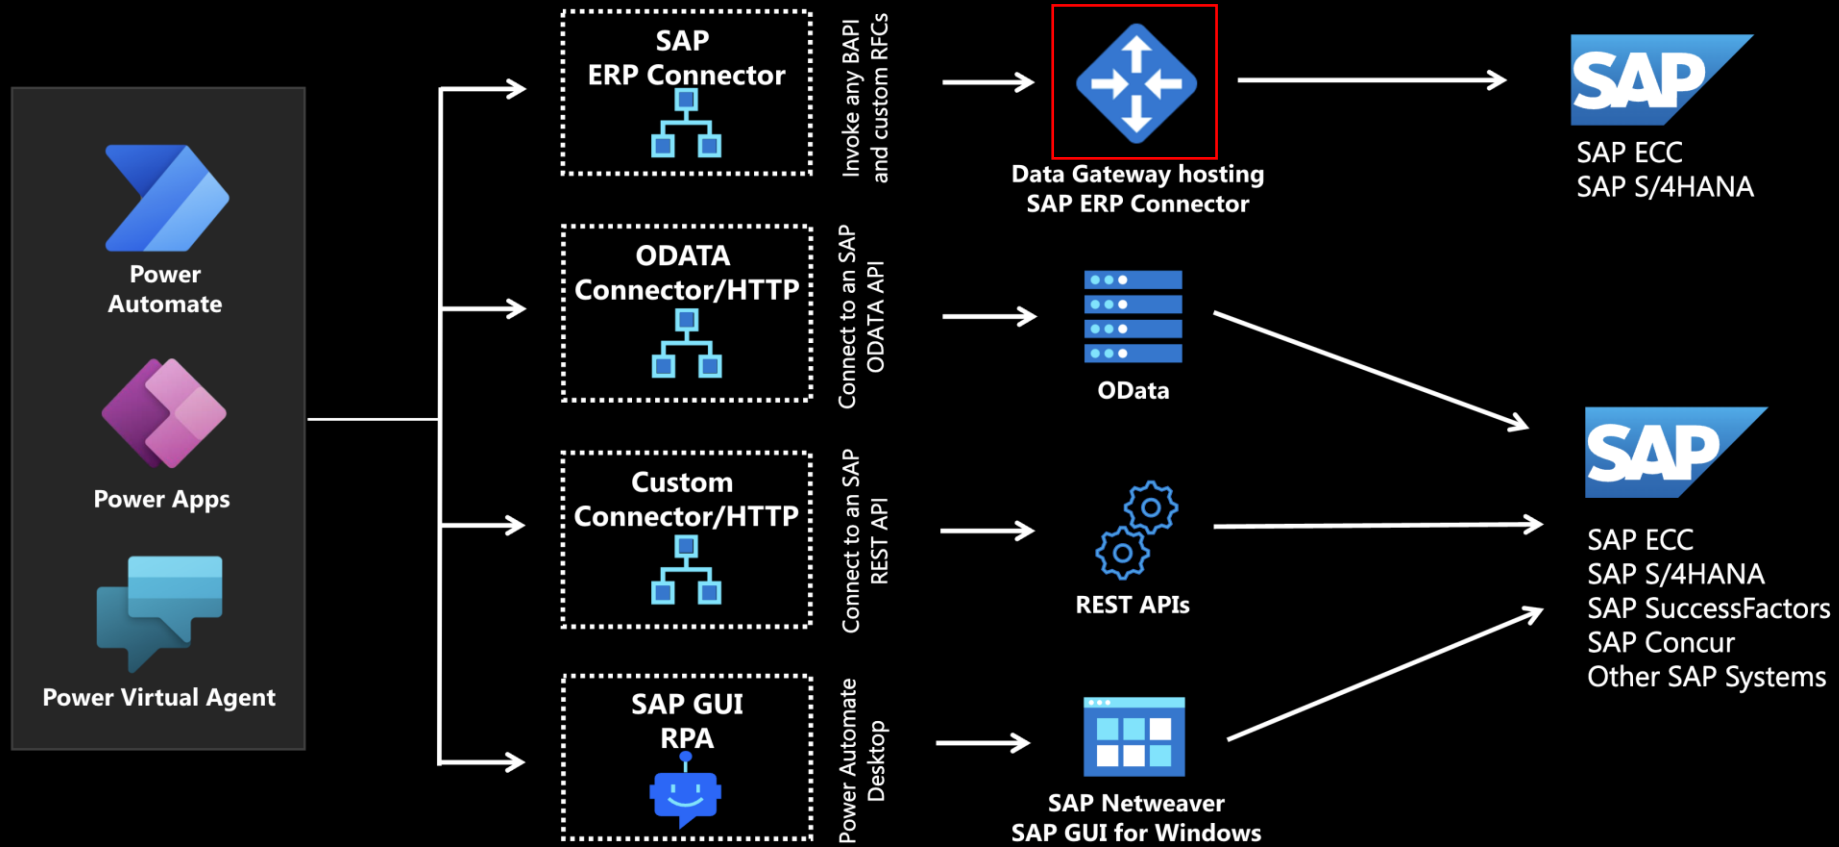 Power
Automate
Power Apps
Power Virtual Agent
SAP
ERP Connector
Invoke any BAPI
and custom RFCs
Data Gateway hosting
SAP ERP Connector
SAP
SAP ECC
SAP S/4HANA
ODATA
Connector/HTTP
Connect to an SAP
ODATA API
OData
Custom
Connector/HTTP
Connect to an SAP
REST API
REST APIs
SAP
SAP ECC
SAP S/4HANA
SAP SuccessFactors
SAP Concur
Other SAP Systems
SAP GUI
RPA
Power Automate
Desktop
SAP Netweaver
SAP GUI for Windows